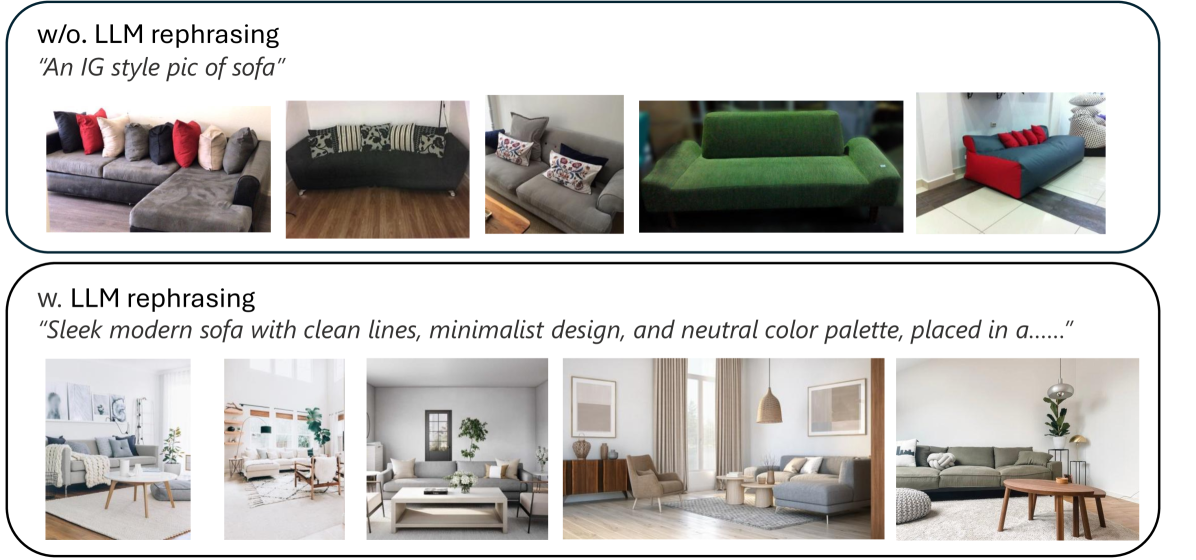 w/o. LLM rephrasing
“An IG style pic of sofa”
w. LLM rephrasing
“Sleek modern sofa with clean lines, minimalist design, and neutral color palette, placed in a......”